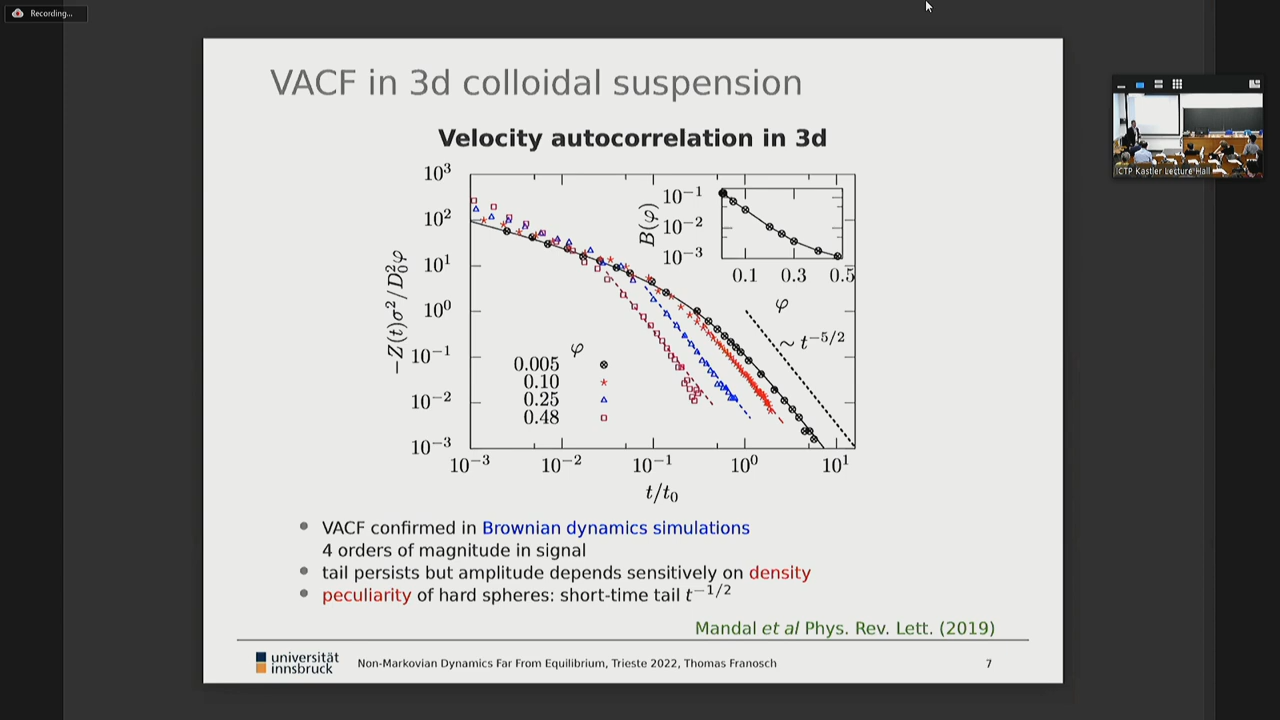 Recording...
VACF in 3d colloidal suspension
Velocity autocorrelation in 3d
−Z(t)σ²/D₀²φ
10³
10²
10¹
10⁰
10⁻¹
10⁻²
10⁻³
B(φ)
10⁻¹
10⁻²
10⁻³
0.1 0.3 0.5
φ
~ t⁻⁵/²
φ
0.005
0.10
0.25
0.48
10⁻³ 10⁻² 10⁻¹ 10⁰ 10¹
t/t₀
VACF confirmed in Brownian dynamics simulations
4 orders of magnitude in signal
tail persists but amplitude depends sensitively on density
peculiarity of hard spheres: short-time tail t⁻¹/²
Mandal et al Phys. Rev. Lett. (2019)
universität
innsbruck
Non-Markovian Dynamics Far From Equilibrium, Trieste 2022, Thomas Franosch
7
ICTP Kastler Lecture Hall